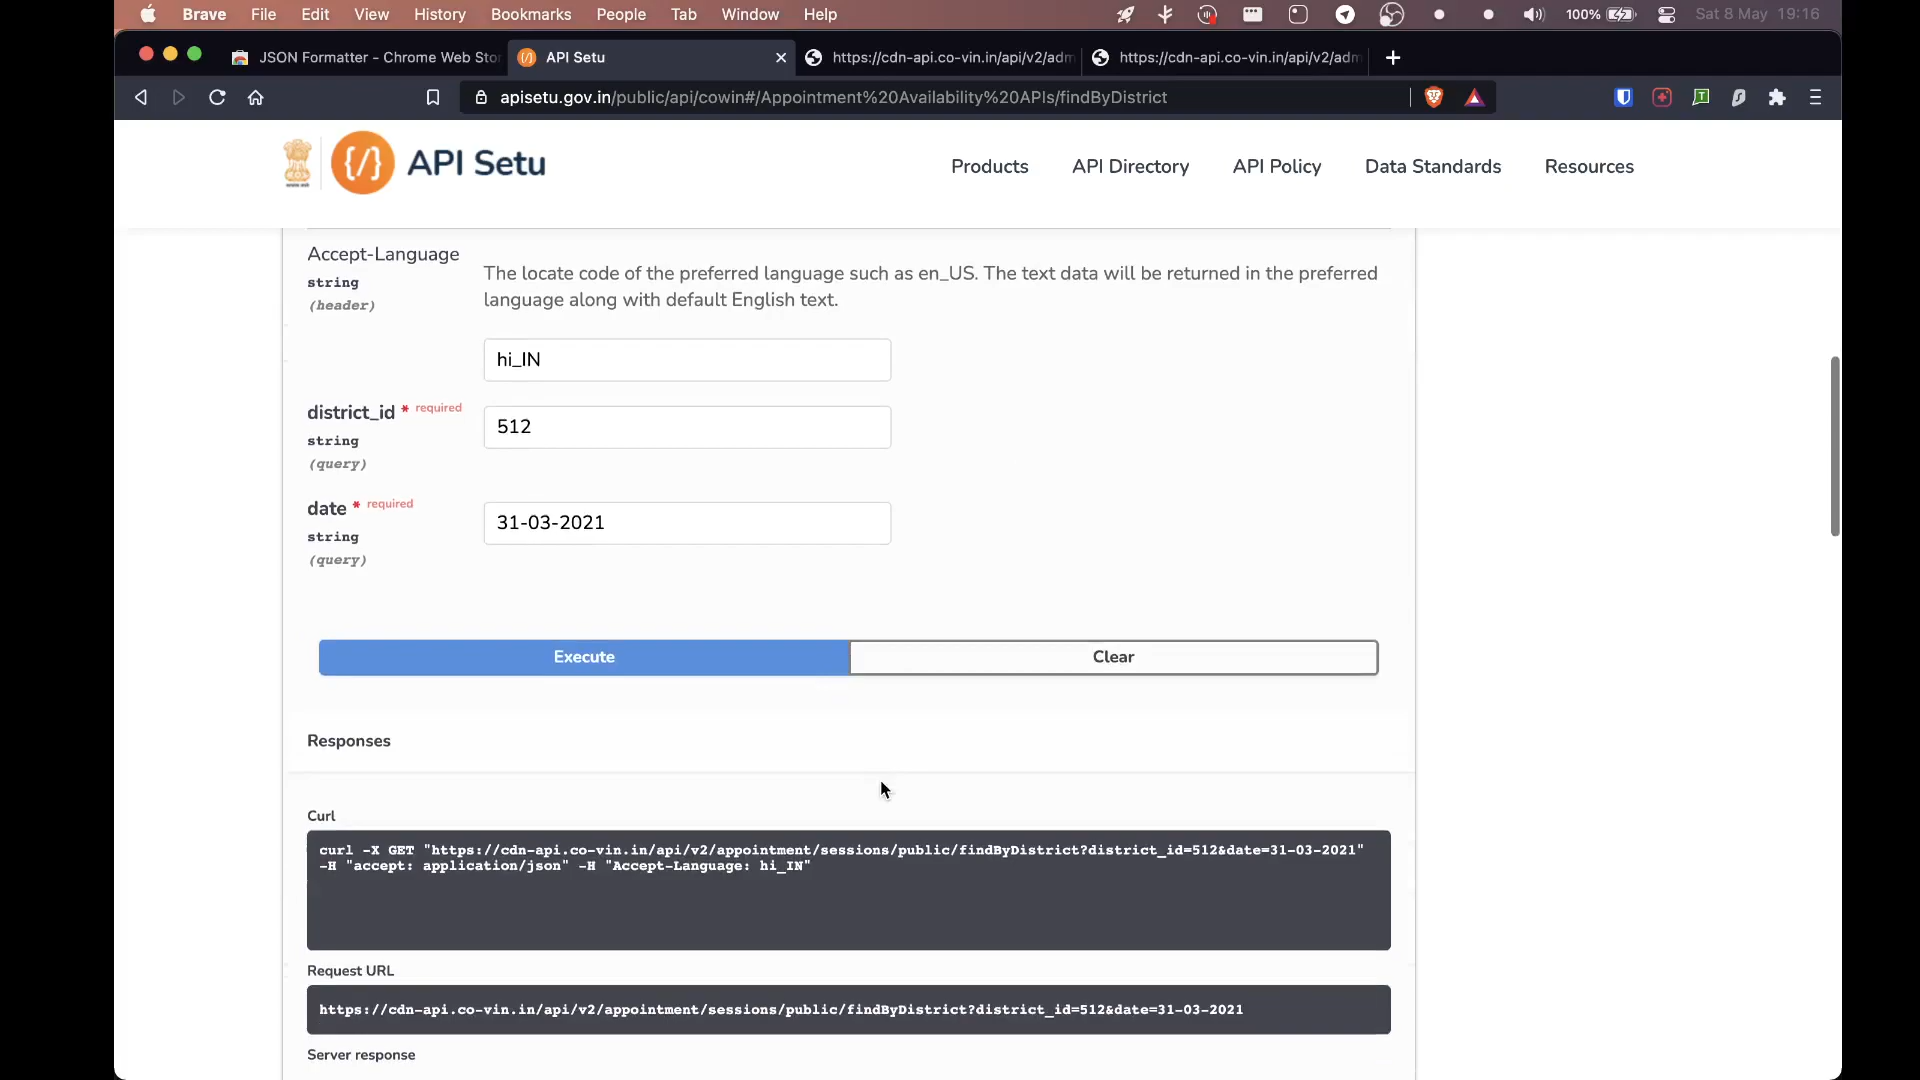 Brave File Edit View History Bookmarks People Tab Window Help 100% Sat 8 May 19:16
JSON Formatter - Chrome Web Sto API Setu https://cdn-api.co-vin.in/api/v2/adm https://cdn-api.co-vin.in/api/v2/adm
apisetu.gov.in/public/api/cowin#/Appointment%20Availability%20APIs/findByDistrict
{/} API Setu Products API Directory API Policy Data Standards Resources
Accept-Language
string
(header)
The locate code of the preferred language such as en_US. The text data will be returned in the preferred
language along with default English text.
hi_IN
district_id * required
string
(query)
512
date * required
string
(query)
31-03-2021
Execute Clear
Responses
Curl
curl -X GET "https://cdn-api.co-vin.in/api/v2/appointment/sessions/public/findByDistrict?district_id=512&date=31-03-2021"
-H "accept: application/json" -H "Accept-Language: hi_IN"
Request URL
https://cdn-api.co-vin.in/api/v2/appointment/sessions/public/findByDistrict?district_id=512&date=31-03-2021
Server response